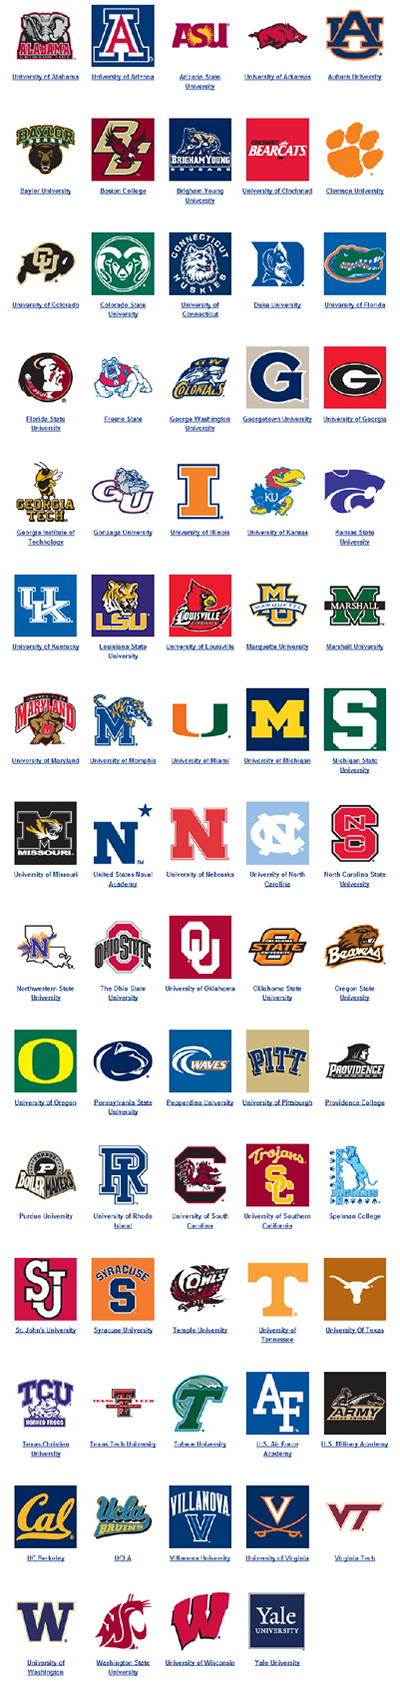 ALABAMA
A
ASU
AU
University of Alabama
University of Arizona
Arizona State
University
University of Arkansas
Auburn University
BAYLOR
BEARS
BC
BRIGHAM YOUNG
COUGARS
CINCINNATI
BEARCATS
Baylor University
Boston College
Brigham Young
University
University of Cincinnati
Clemson University
CU
CONNECTICUT
HUSKIES
D
University of Colorado
Colorado State
University
University of
Connecticut
Duke University
University of Florida
GW
COLONIALS
G
G
Florida State
University
Fresno State
George Washington
University
Georgetown University
University of Georgia
GEORGIA
TECH
GU
I
KU
Georgia Institute of
Technology
Gonzaga University
University of Illinois
University of Kansas
Kansas State
University
UK
LSU
LOUISVILLE
MU
MARQUETTE
M
MARSHALL
University of Kentucky
Louisiana State
University
University of Louisville
Marquette University
Marshall University
MARYLAND
M
U
M
S
University of Maryland
University of Memphis
University of Miami
University of Michigan
Michigan State
University
M
MISSOURI
N
N
NC
NCS
University of Missouri
United States Naval
Academy
University of Nebraska
University of North
Carolina
North Carolina State
University
N
OHIO STATE
OU
OKLAHOMA
STATE
Beavers
Northwestern State
University
The Ohio State
University
University of Oklahoma
Oklahoma State
University
Oregon State
University
O
WAVES
PITT
PROVIDENCE
University of Oregon
Pennsylvania State
University
Pepperdine University
University of Pittsburgh
Providence College
P
BOILERMAKERS
RI
C
Trojans
SC
JAGUARS
Purdue University
University of Rhode
Island
University of South
Carolina
University of Southern
California
Spelman College
STJ
SYRACUSE
S
OWLS
T
St. John's University
Syracuse University
Temple University
University of
Tennessee
University Of Texas
TCU
HORNED FROGS
TEXAS TECH
T
T
AF
ARMY
Texas Christian
University
Texas Tech University
Tulane University
U.S. Air Force
Academy
U.S. Military Academy
Cal
Ucla
BRUINS
VILLANOVA
V
V
VT
UC Berkeley
UCLA
Villanova University
University of Virginia
Virginia Tech
W
WSU
W
Yale
UNIVERSITY
University of
Washington
Washington State
University
University of Wisconsin
Yale University